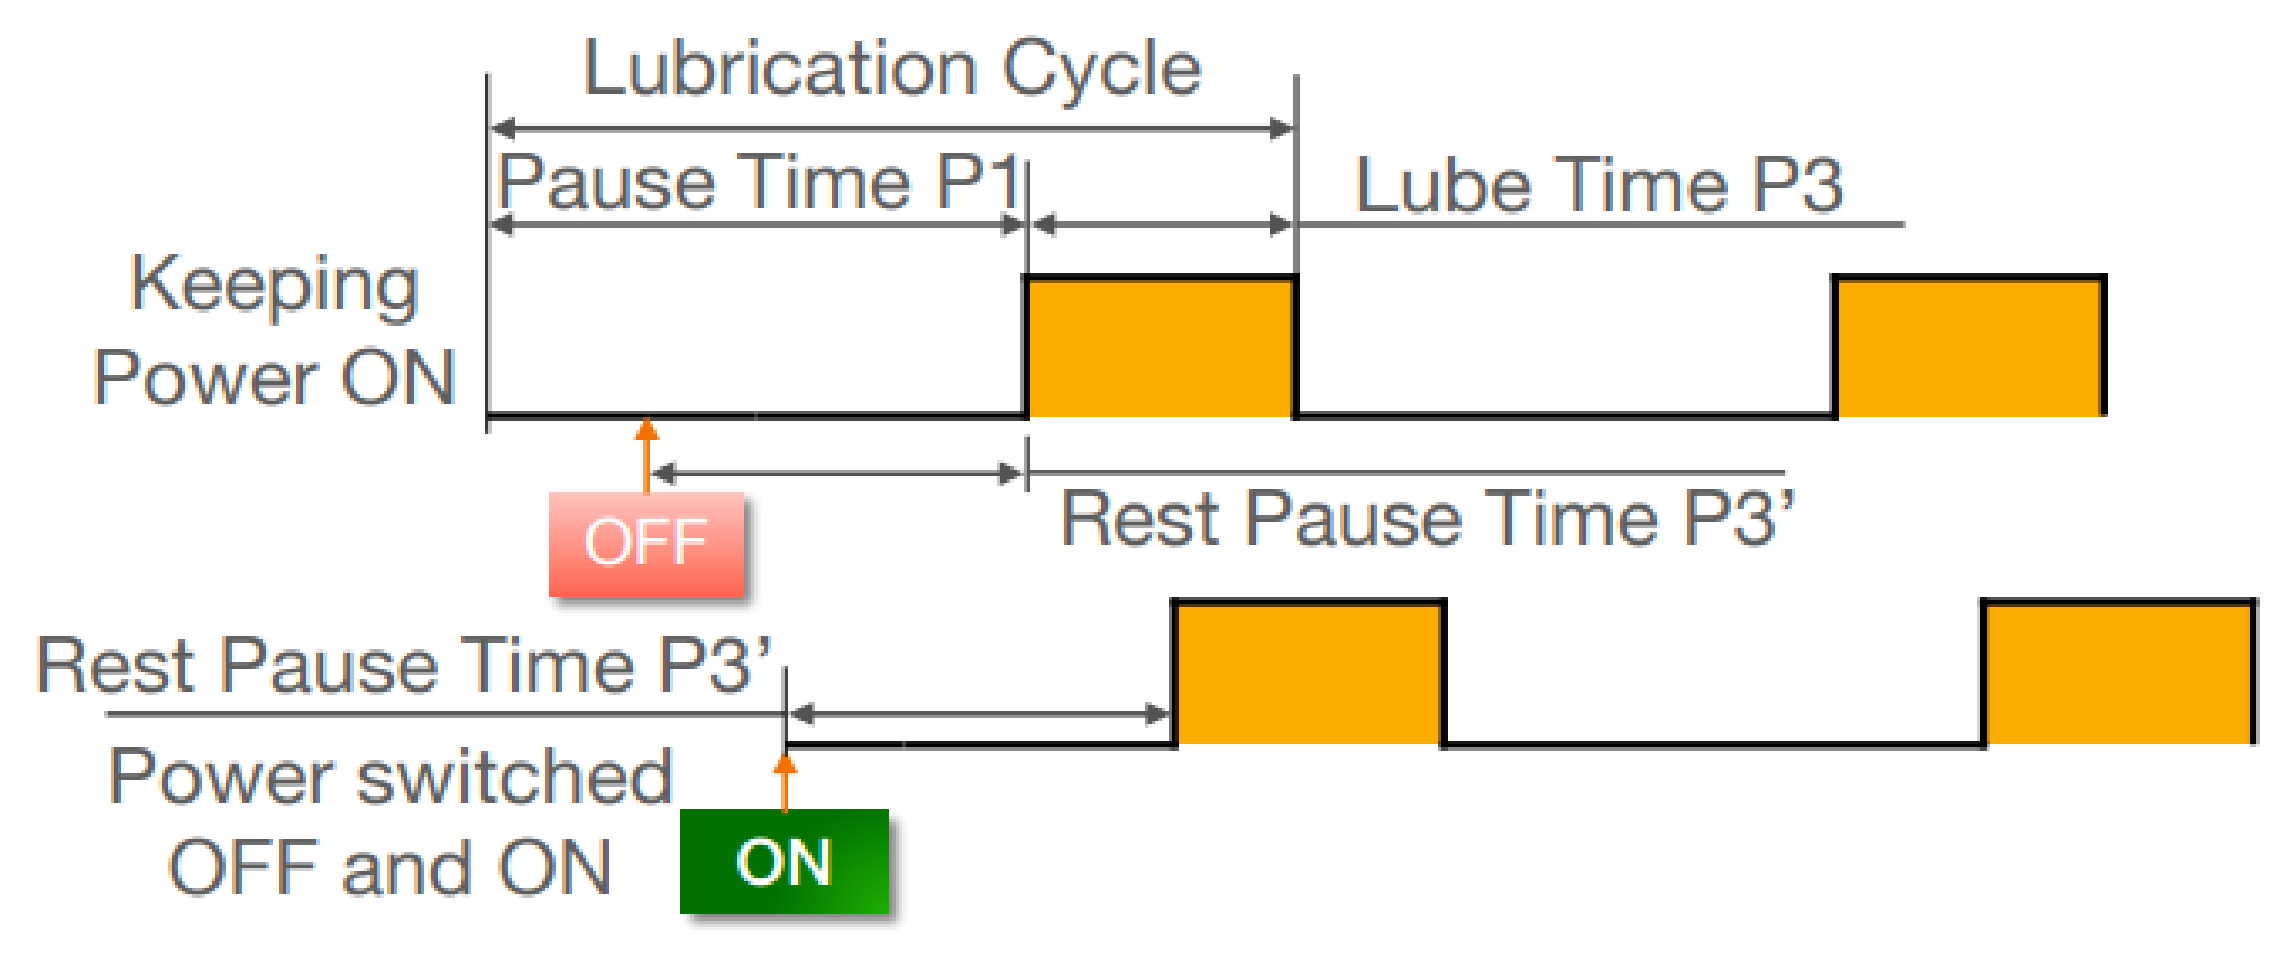 Lubrication Cycle
Pause Time P1
Lube Time P3
Keeping
Power ON
OFF
Rest Pause Time P3’
Rest Pause Time P3’
Power switched
OFF and ON
ON